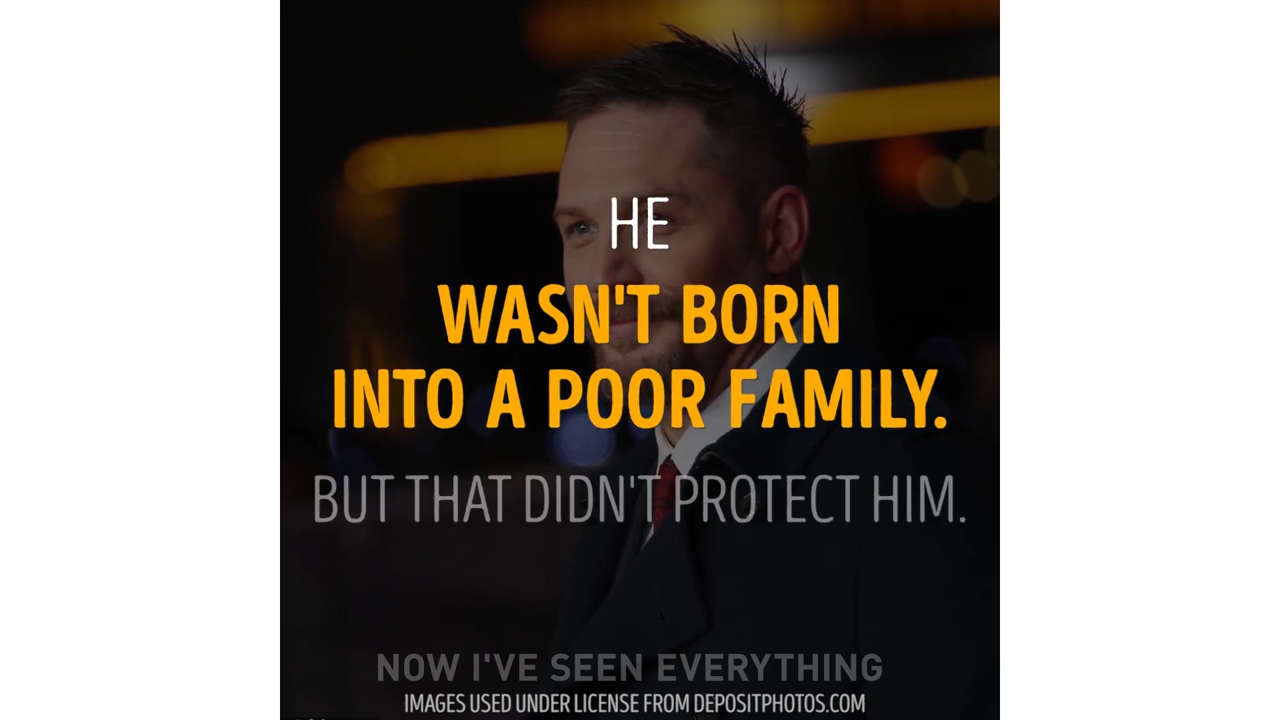 HE
WASN'T BORN
INTO A POOR FAMILY.
BUT THAT DIDN'T PROTECT HIM.
NOW I'VE SEEN EVERYTHING
IMAGES USED UNDER LICENSE FROM DEPOSITPHOTOS.COM